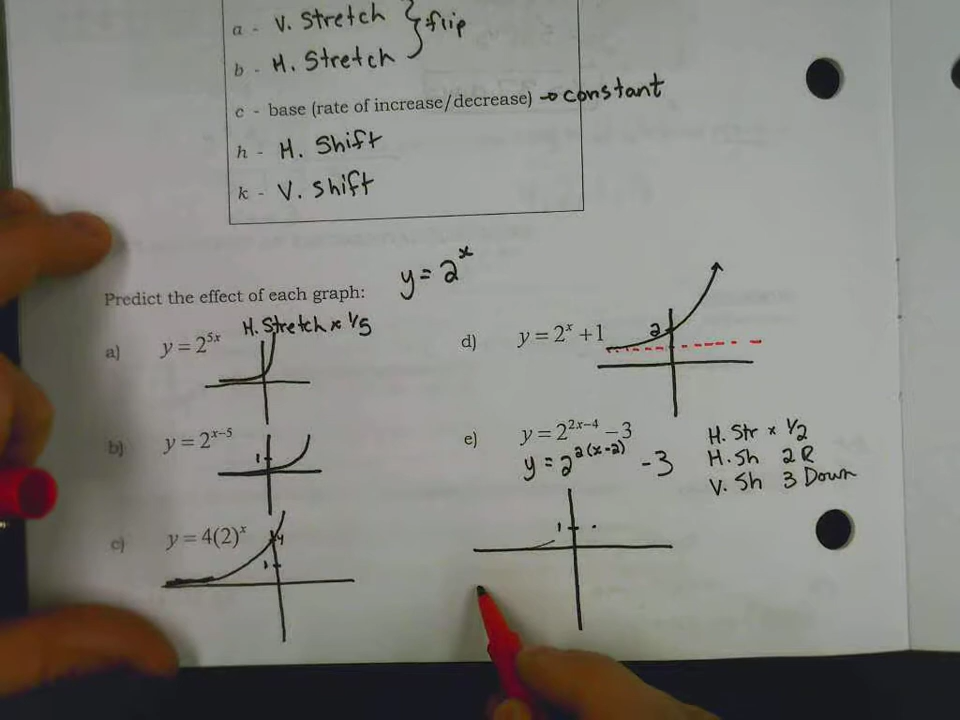 a - V. Stretch } flip
b - H. Stretch
c - base (rate of increase/decrease) → constant
h - H. Shift
k - V. Shift
Predict the effect of each graph: y = 2^x
a) y = 2^{5x} H. Stretch x 1/5
b) y = 2^{x-5}
1
c) y = 4(2)^x
4
1
d) y = 2^x + 1
2
e) y = 2^{2x-4} - 3
y = 2^{2(x-2)} - 3
H. Str x 1/2
H. Sh 2 R
V. Sh 3 Down
1